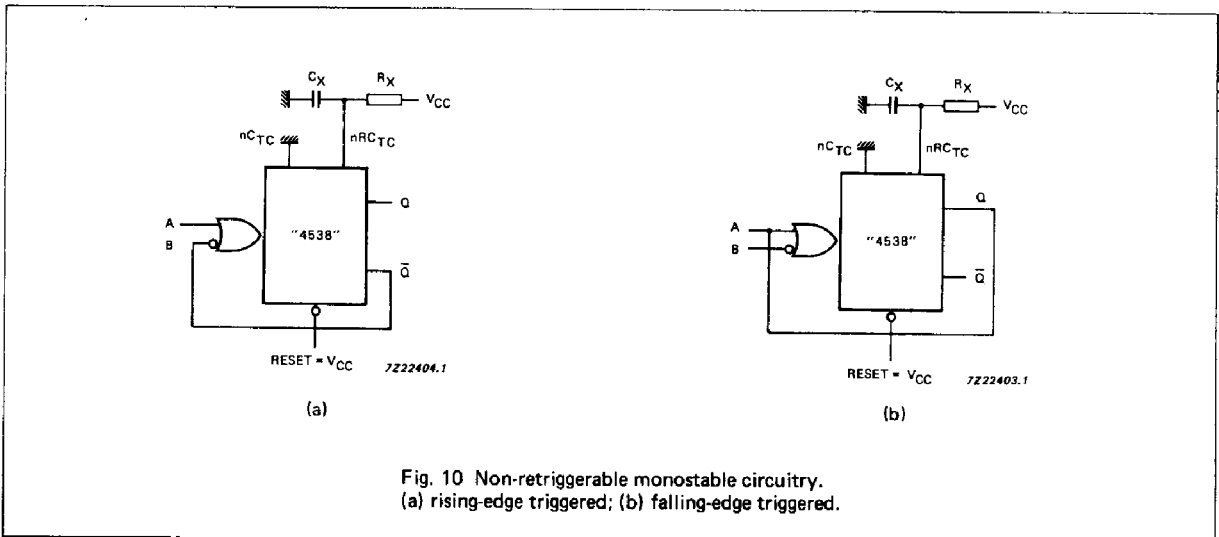 CX
RX
VCC
nCTC
nRCTC
A
B
"4538"
Q
Q̅
RESET = VCC
7Z22404.1
(a)
CX
RX
VCC
nCTC
nRCTC
A
B
"4538"
Q
Q̅
RESET = VCC
7Z22403.1
(b)
Fig. 10 Non-retriggerable monostable circuitry.
(a) rising-edge triggered; (b) falling-edge triggered.